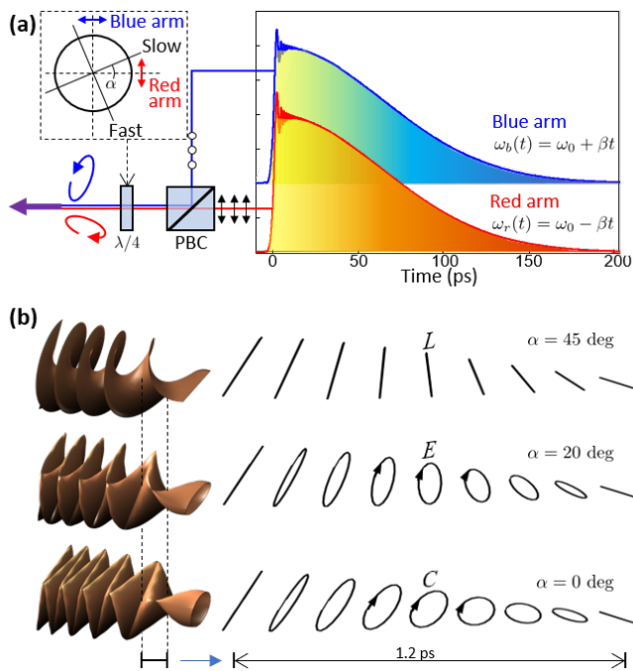 (a)
Blue arm
Slow
α
Red
arm
Fast
λ/4
PBC
Blue arm
ω_b(t) = ω_0 + βt
Red arm
ω_r(t) = ω_0 − βt
0 50 100 150 200
Time (ps)
(b)
L
α = 45 deg
E
α = 20 deg
C
α = 0 deg
1.2 ps